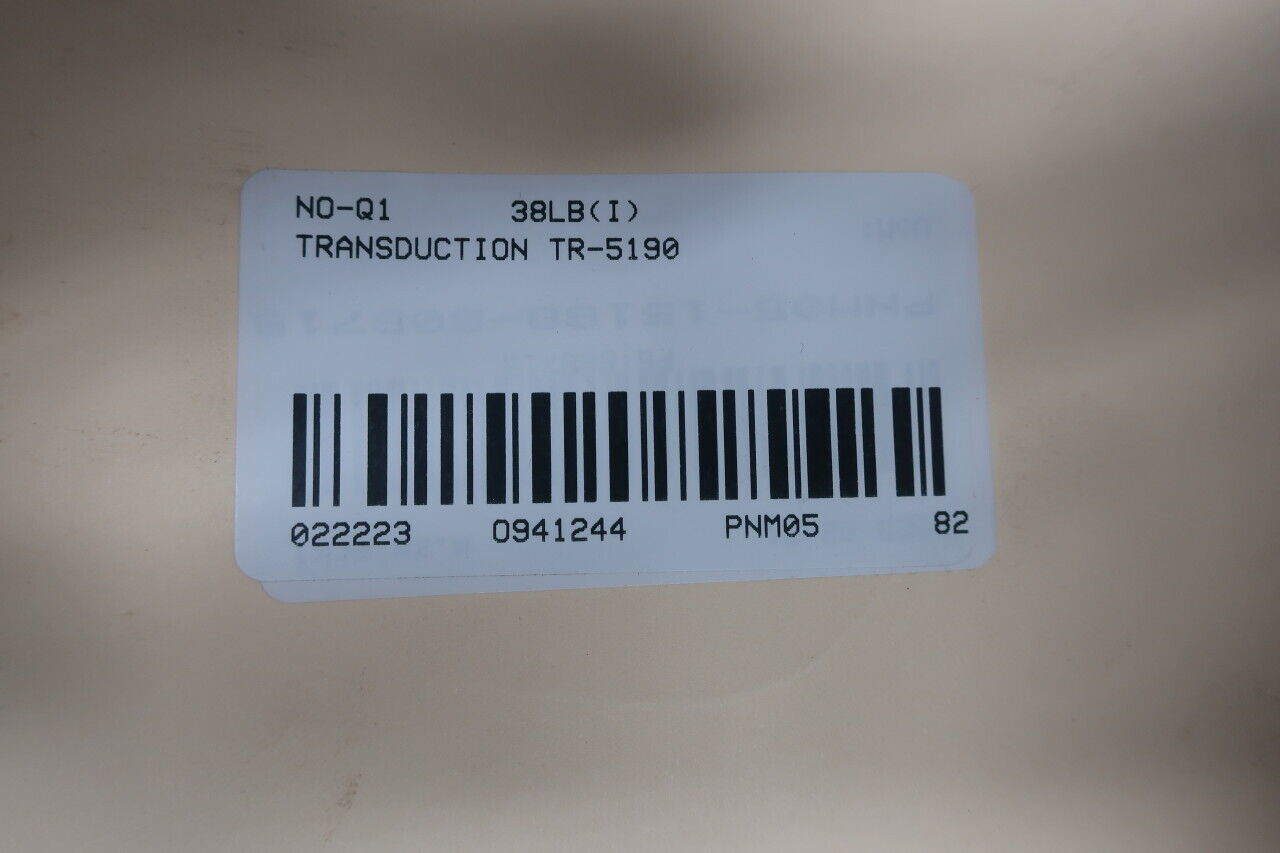 NO-Q1 38LB(I)
TRANSDUCTION TR-5190
022223 0941244 PNM05 82